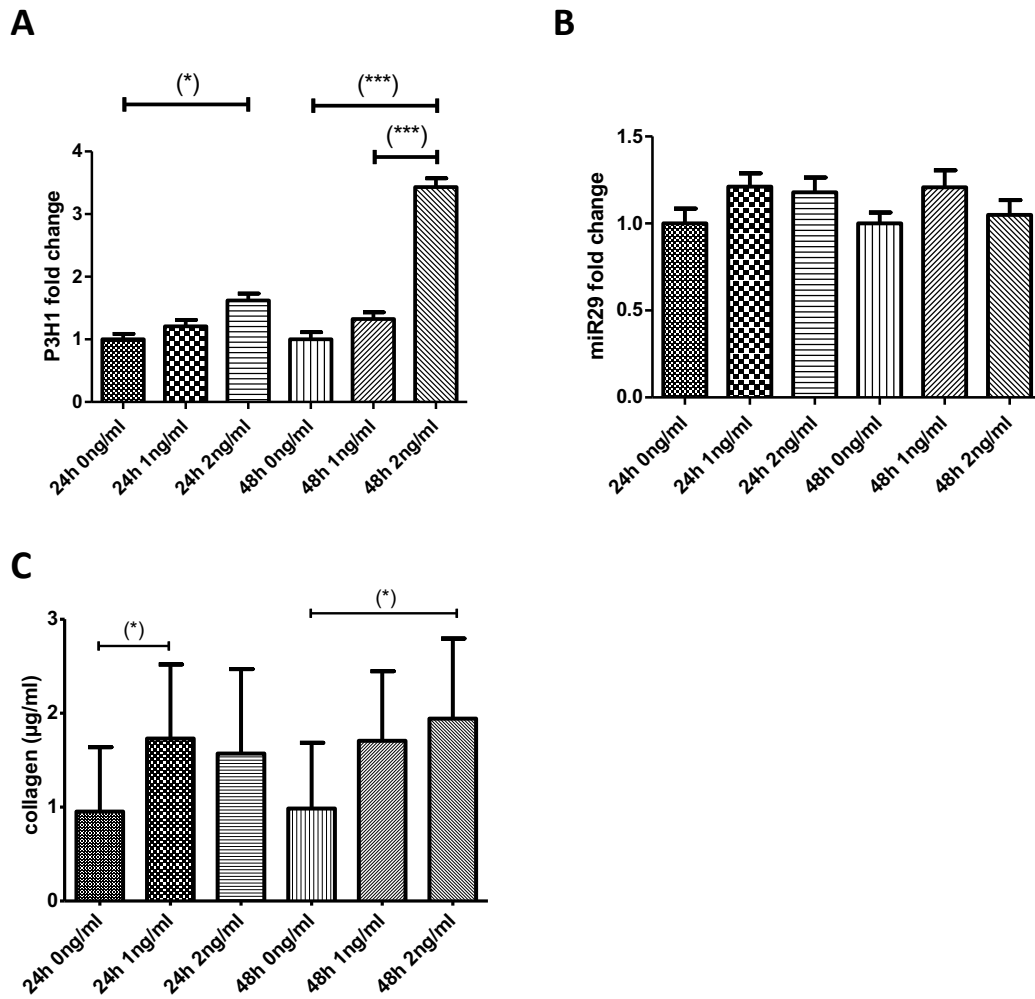 A
(*)
(***)
(***)
P3H1 fold change
4
3
2
1
0
24h 0ng/ml
24h 1ng/ml
24h 2ng/ml
48h 0ng/ml
48h 1ng/ml
48h 2ng/ml
B
miR29 fold change
1.5
1.0
0.5
0.0
24h 0ng/ml
24h 1ng/ml
24h 2ng/ml
48h 0ng/ml
48h 1ng/ml
48h 2ng/ml
C
(*)
(*)
collagen (µg/ml)
3
2
1
0
24h 0ng/ml
24h 1ng/ml
24h 2ng/ml
48h 0ng/ml
48h 1ng/ml
48h 2ng/ml